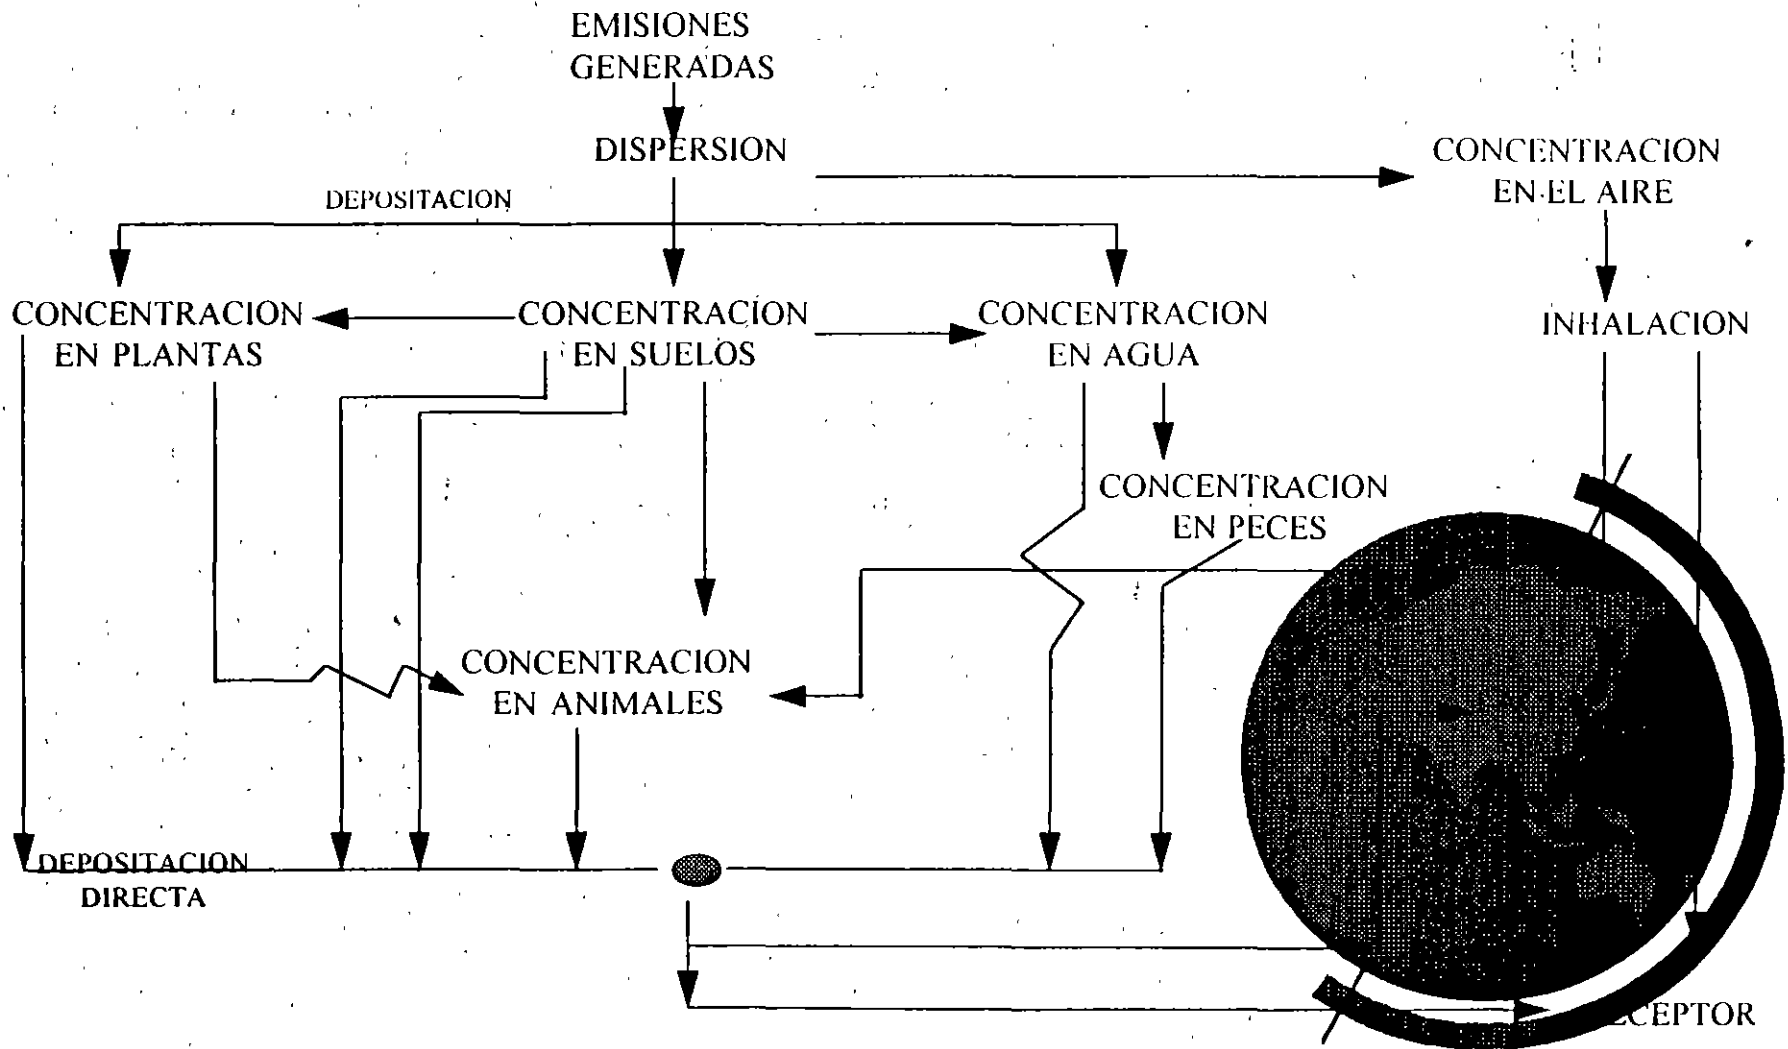 EMISIONES
GENERADAS
DISPERSION
CONCENTRACION
EN EL AIRE
DEPOSITACION
CONCENTRACION
EN PLANTAS
CONCENTRACION
EN SUELOS
CONCENTRACION
EN AGUA
INHALACION
CONCENTRACION
EN PECES
CONCENTRACION
EN ANIMALES
DEPOSITACION
DIRECTA